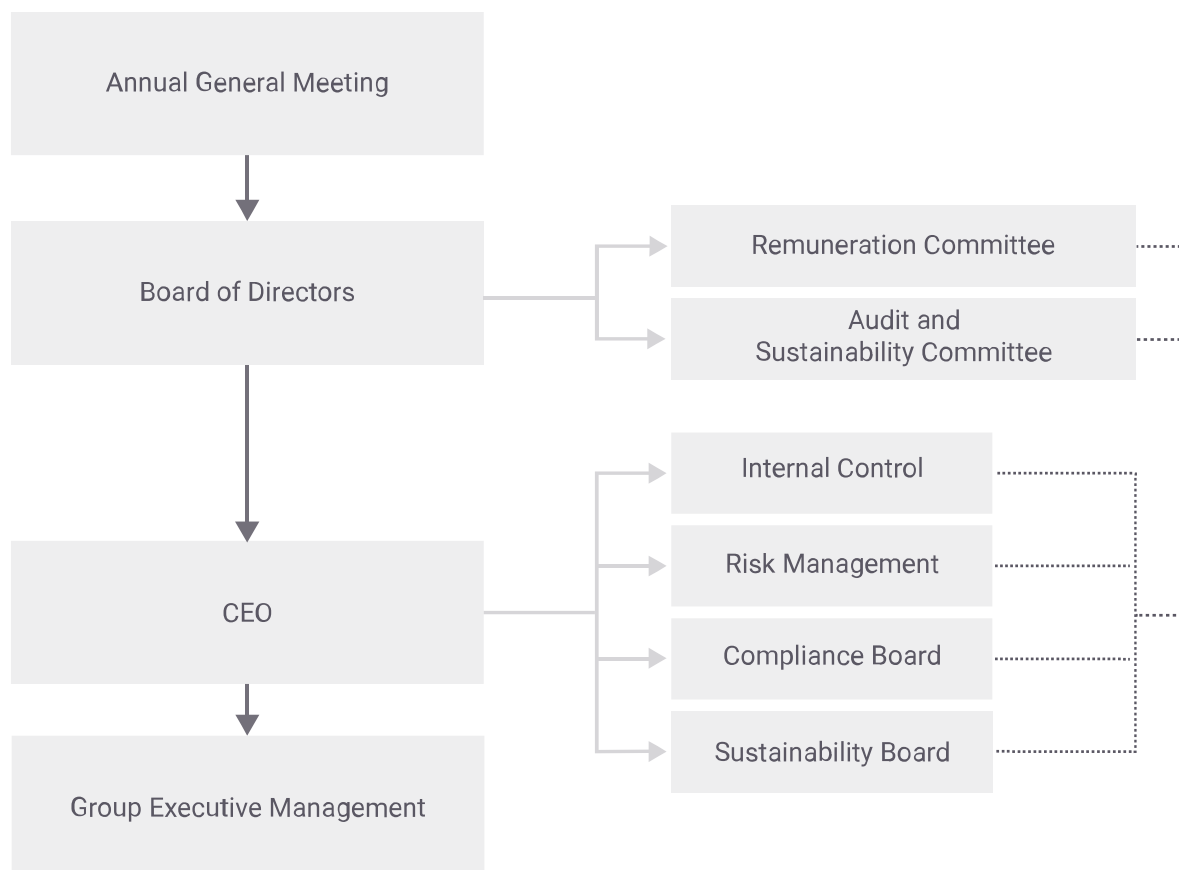 Annual General Meeting
Board of Directors
Remuneration Committee
Audit and
Sustainability Committee
Internal Control
Risk Management
CEO
Compliance Board
Sustainability Board
Group Executive Management